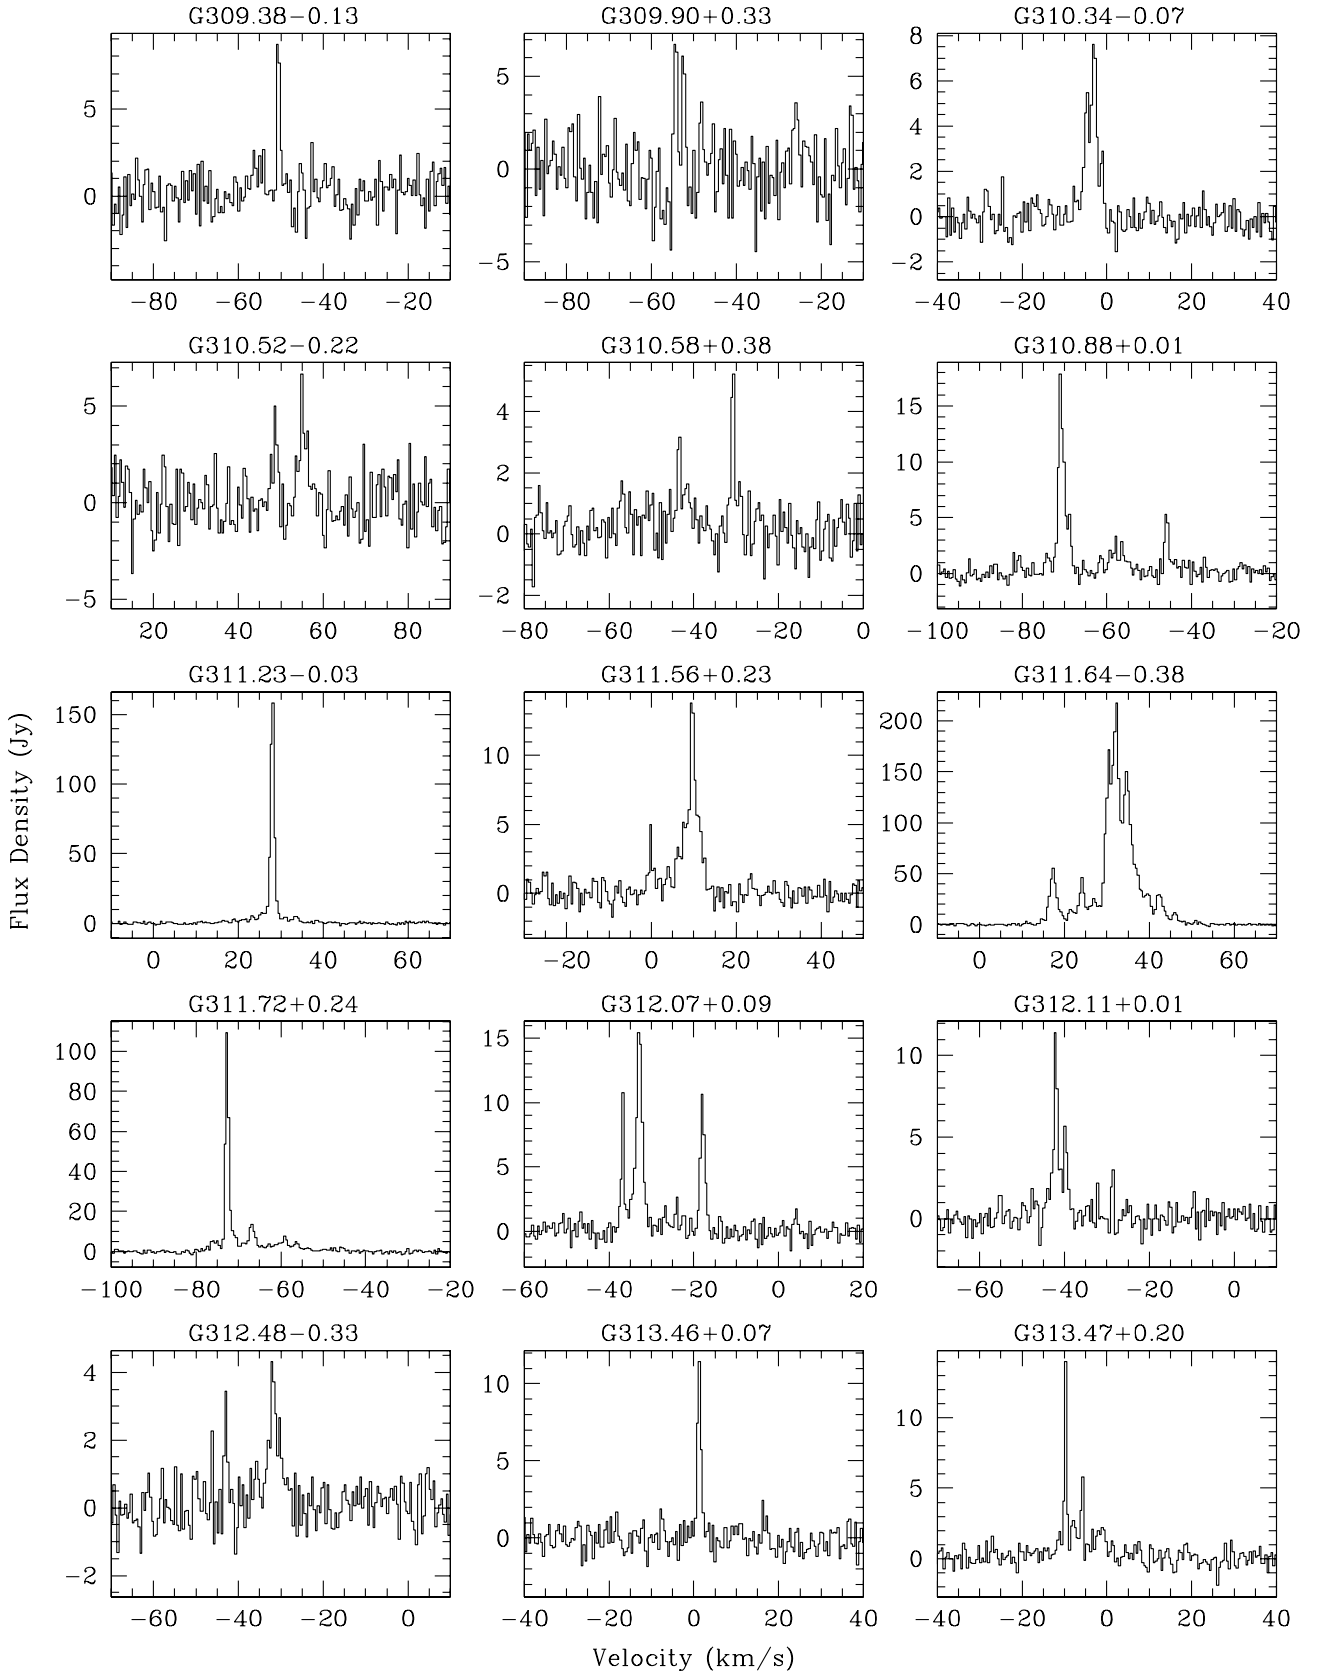 G309.38−0.13
G309.90+0.33
G310.34−0.07
5
0
−80 −60 −40 −20
5
0
−5
−80 −60 −40 −20
8
6
4
2
0
−2
−40 −20 0 20 40
G310.52−0.22
G310.58+0.38
G310.88+0.01
5
0
−5
20 40 60 80
4
2
0
−2
−80 −60 −40 −20 0
15
10
5
0
−100 −80 −60 −40 −20
G311.23−0.03
G311.56+0.23
G311.64−0.38
Flux Density (Jy)
150
100
50
0
0 20 40 60
10
5
0
−20 0 20 40
200
150
100
50
0
0 20 40 60
G311.72+0.24
G312.07+0.09
G312.11+0.01
100
80
60
40
20
0
−100 −80 −60 −40 −20
15
10
5
0
−60 −40 −20 0 20
10
5
0
−60 −40 −20 0
G312.48−0.33
G313.46+0.07
G313.47+0.20
4
2
0
−2
−60 −40 −20 0
10
5
0
−40 −20 0 20 40
10
5
0
−40 −20 0 20 40
Velocity (km/s)